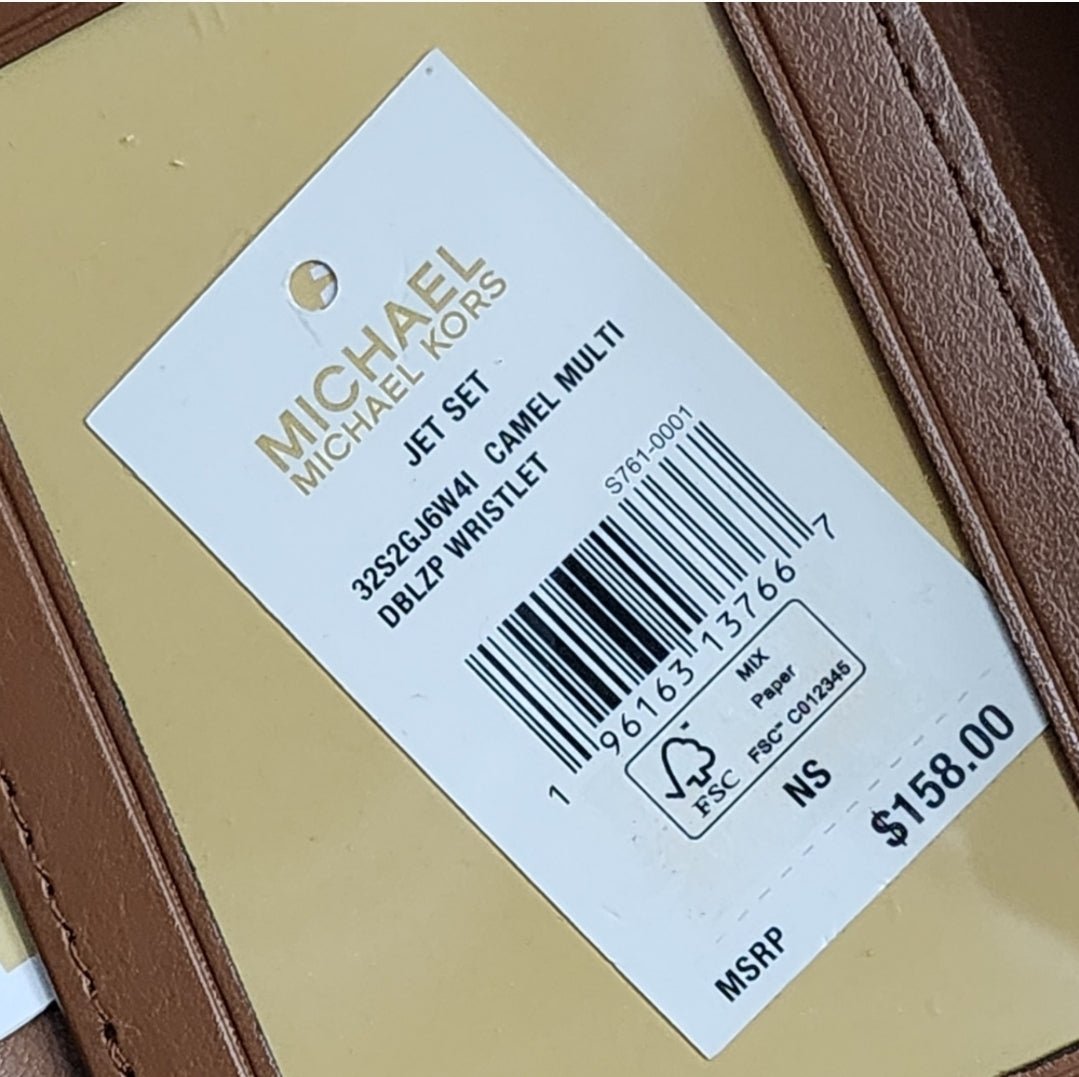 MICHAEL
MICHAEL KORS
JET SET
32S2GJ6W4I CAMEL MULTI
DBLZP WRISTLET
S761-0001
1 96163 13766 7
FSC
MIX
Paper
FSC™ C012345
NS
MSRP $158.00